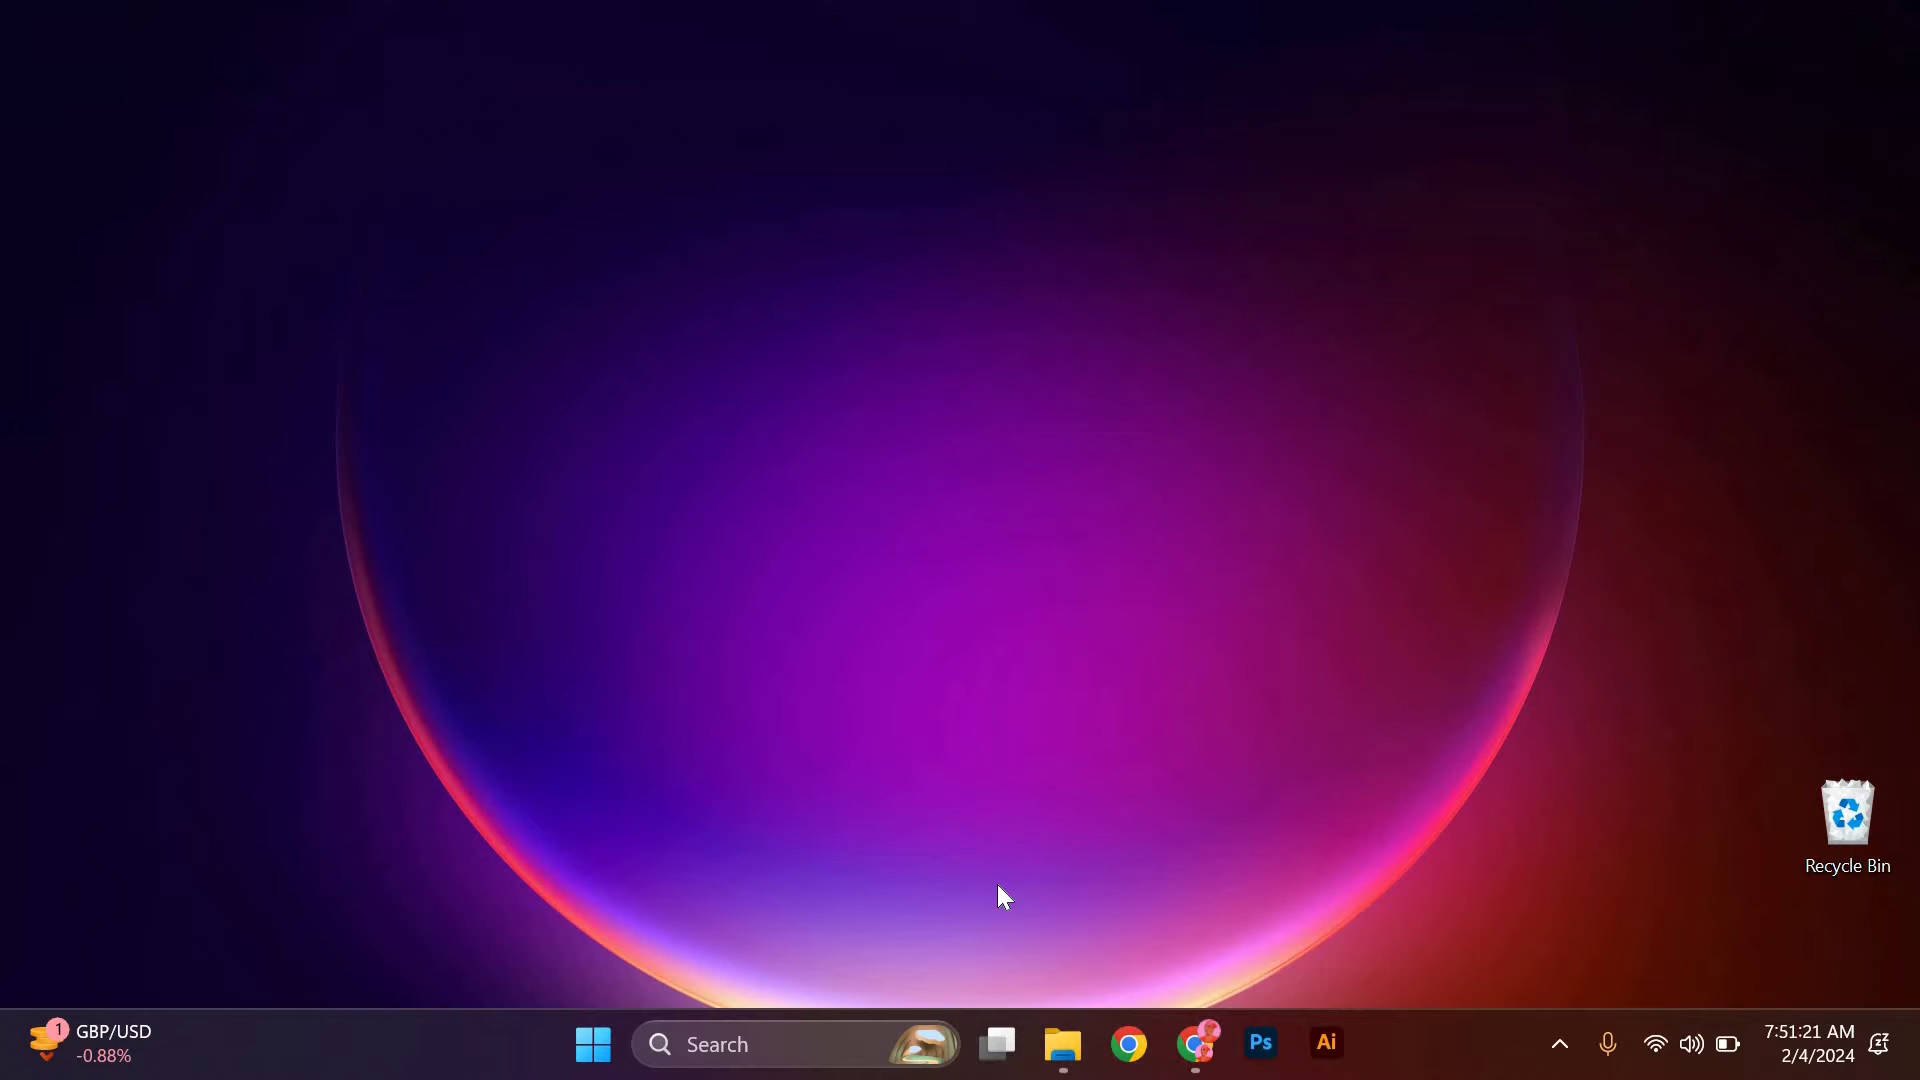 Recycle Bin
1
GBP/USD
-0.88%
Search
Ps
Ai
7:51:21 AM
2/4/2024